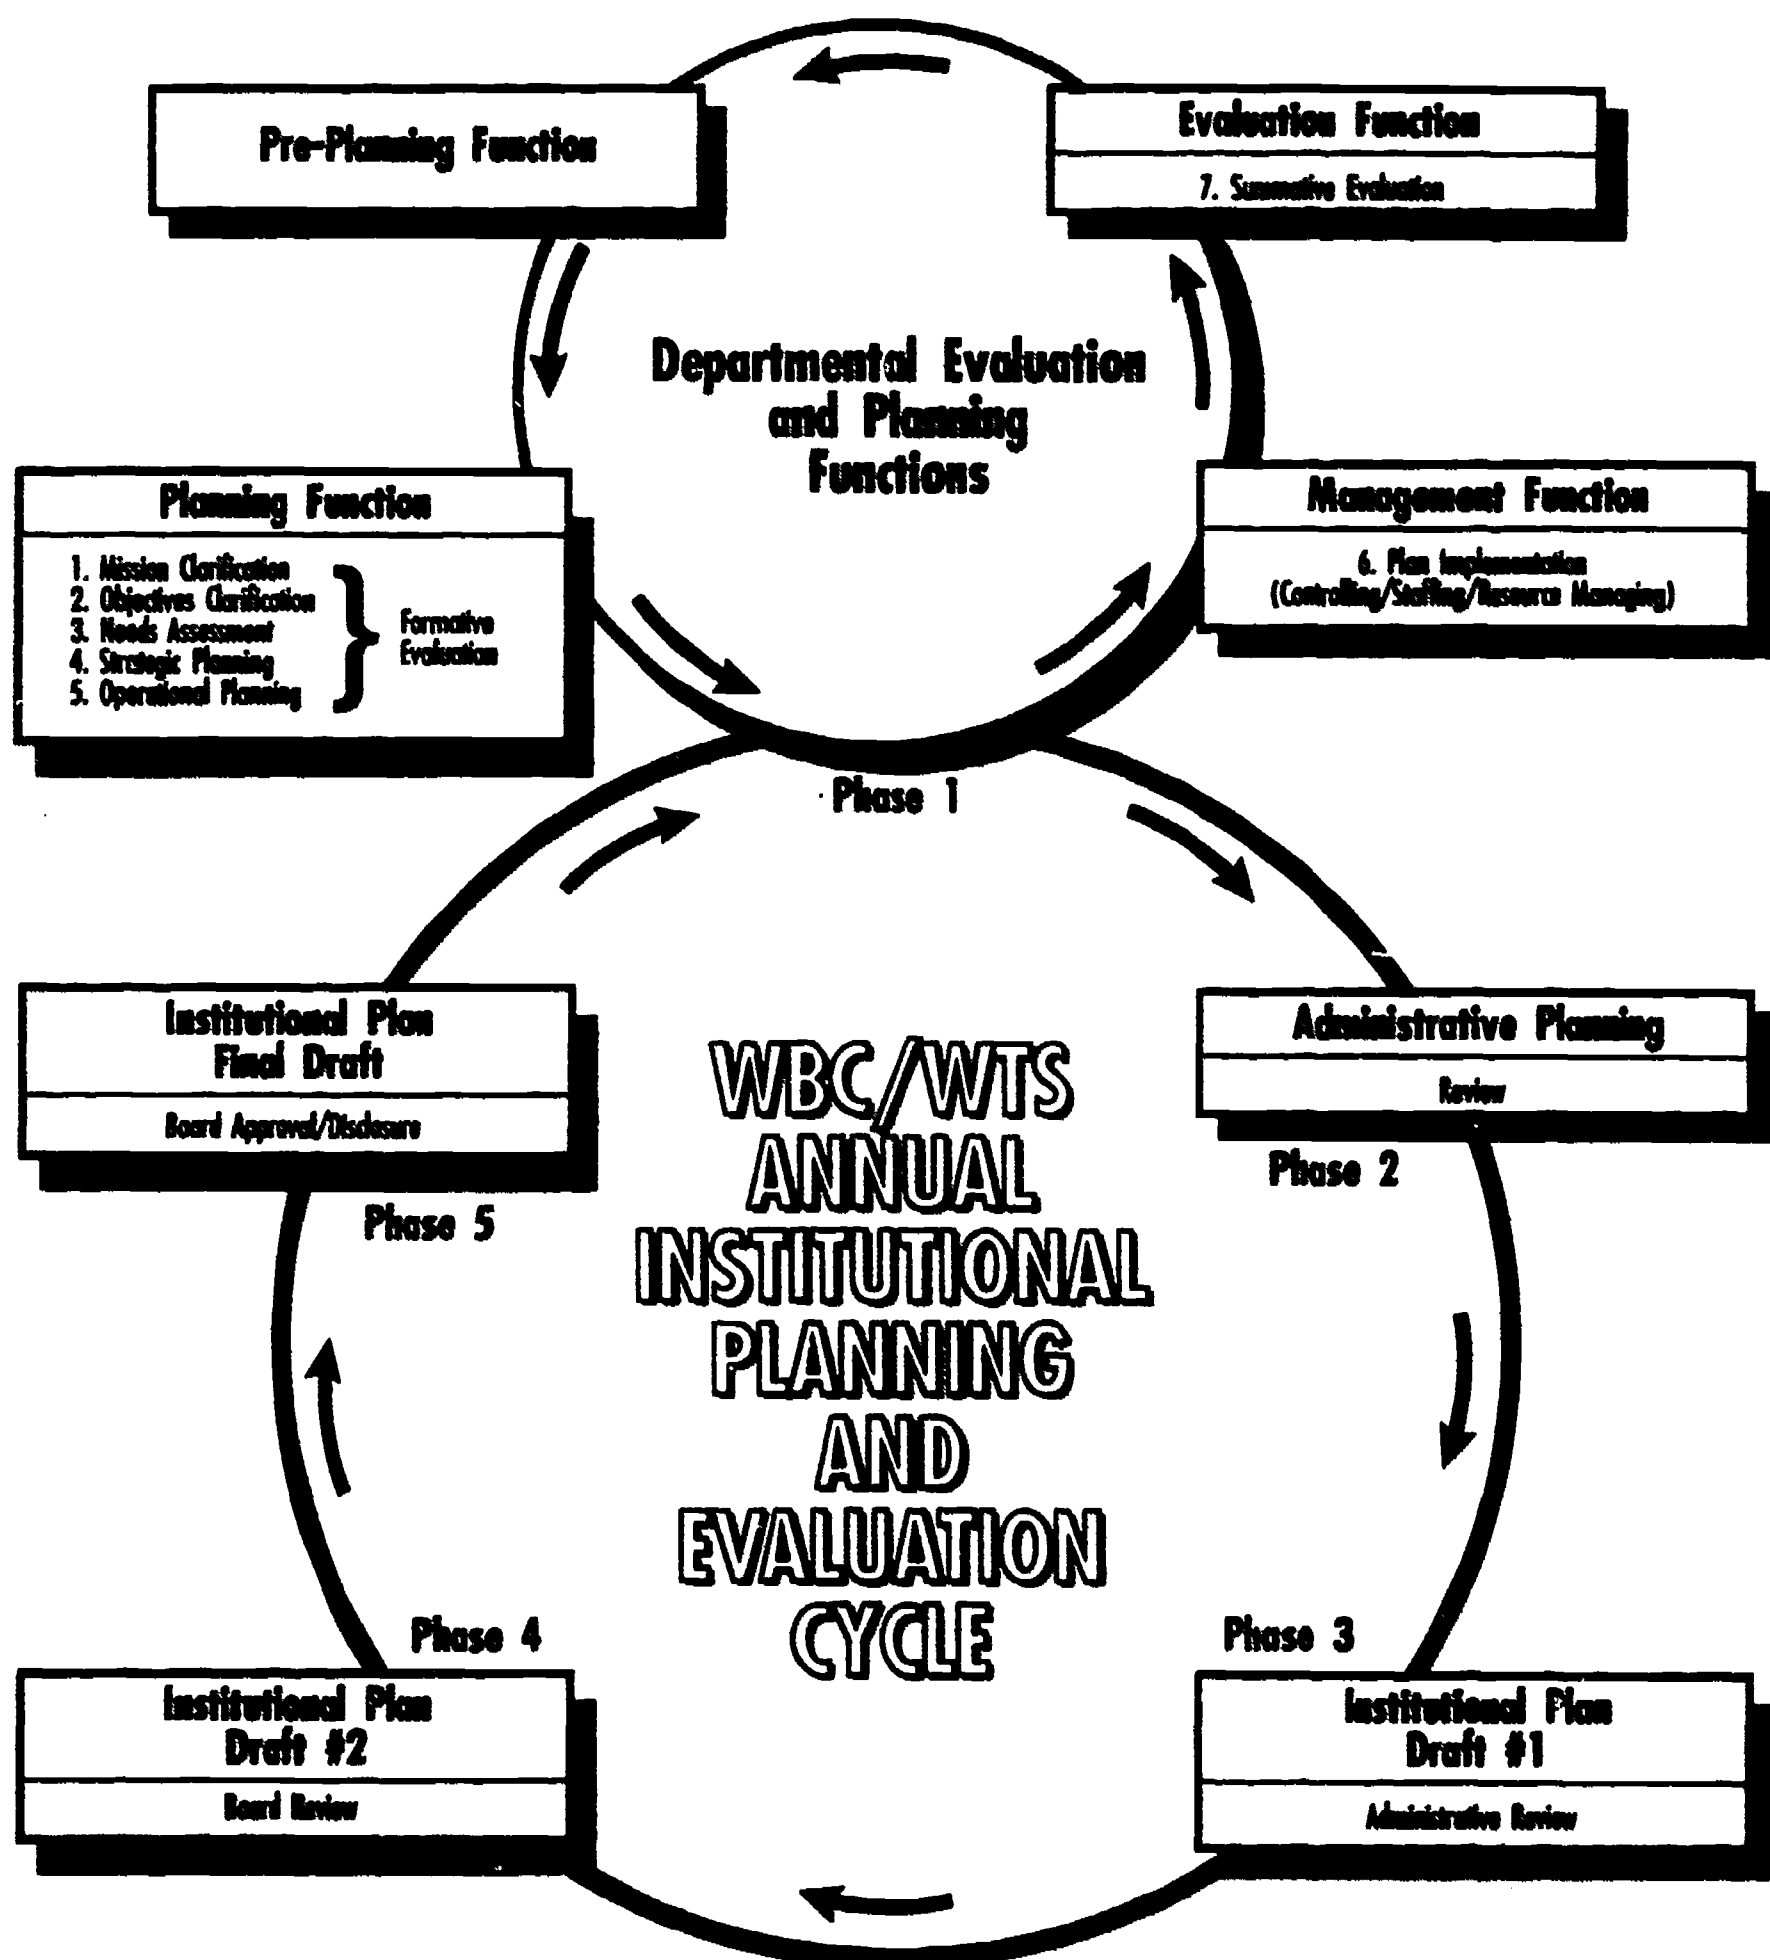 Pre-Planning Function
Evaluation Function
7. Summative Evaluation
Departmental Evaluation
and Planning
Functions
Planning Function
1. Mission Clarification
2. Objectives Clarification
3. Needs Assessment
4. Strategic Planning
5. Operational Planning
Formative
Evaluation
Management Function
6. Plan Implementation
(Controlling/Staffing/Resource Managing)
Phase 1
Institutional Plan
Final Draft
Board Approval/Disclosure
Phase 5
Administrative Planning
Review
Phase 2
WBC/WTS
ANNUAL
INSTITUTIONAL
PLANNING
AND
EVALUATION
CYCLE
Phase 4
Institutional Plan
Draft #2
Board Review
Phase 3
Institutional Plan
Draft #1
Administrative Review